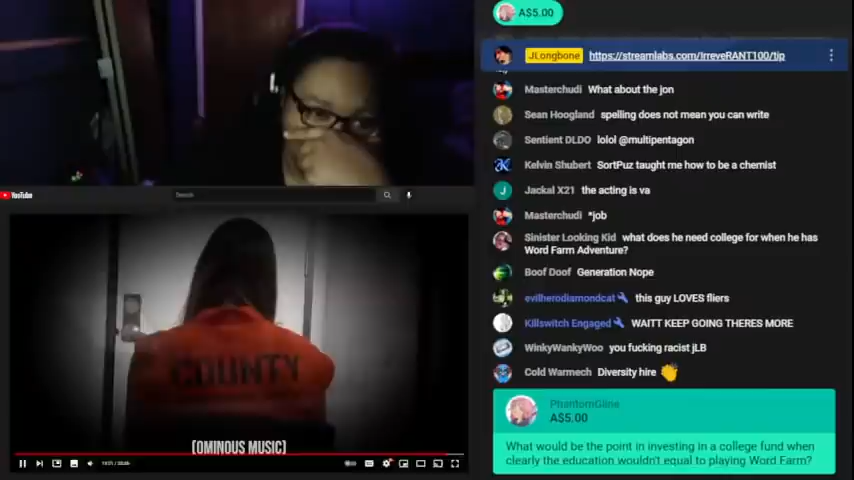 A$5.00
JLongbone https://streamlabs.com/IrreveRANT100/tip
Masterchudi What about the jon
Sean Hoogland spelling does not mean you can write
Sentient DLDO lolol @multipentagon
Kelvin Shubert SortPuz taught me how to be a chemist
Jackal X21 the acting is va
Masterchudi *job
Sinister Looking Kid what does he need college for when he has
Word Farm Adventure?
Boof Doof Generation Nope
evilherodiamondcat this guy LOVES fliers
Killswitch Engaged WAITT KEEP GOING THERES MORE
WinkyWankyWoo you fucking racist jLB
Cold Warmech Diversity hire
PhantomGline
A$5.00
What would be the point in investing in a college fund when
clearly the education wouldn't equal to playing Word Farm?
YouTube
Search
COUNTY
[OMINOUS MUSIC]